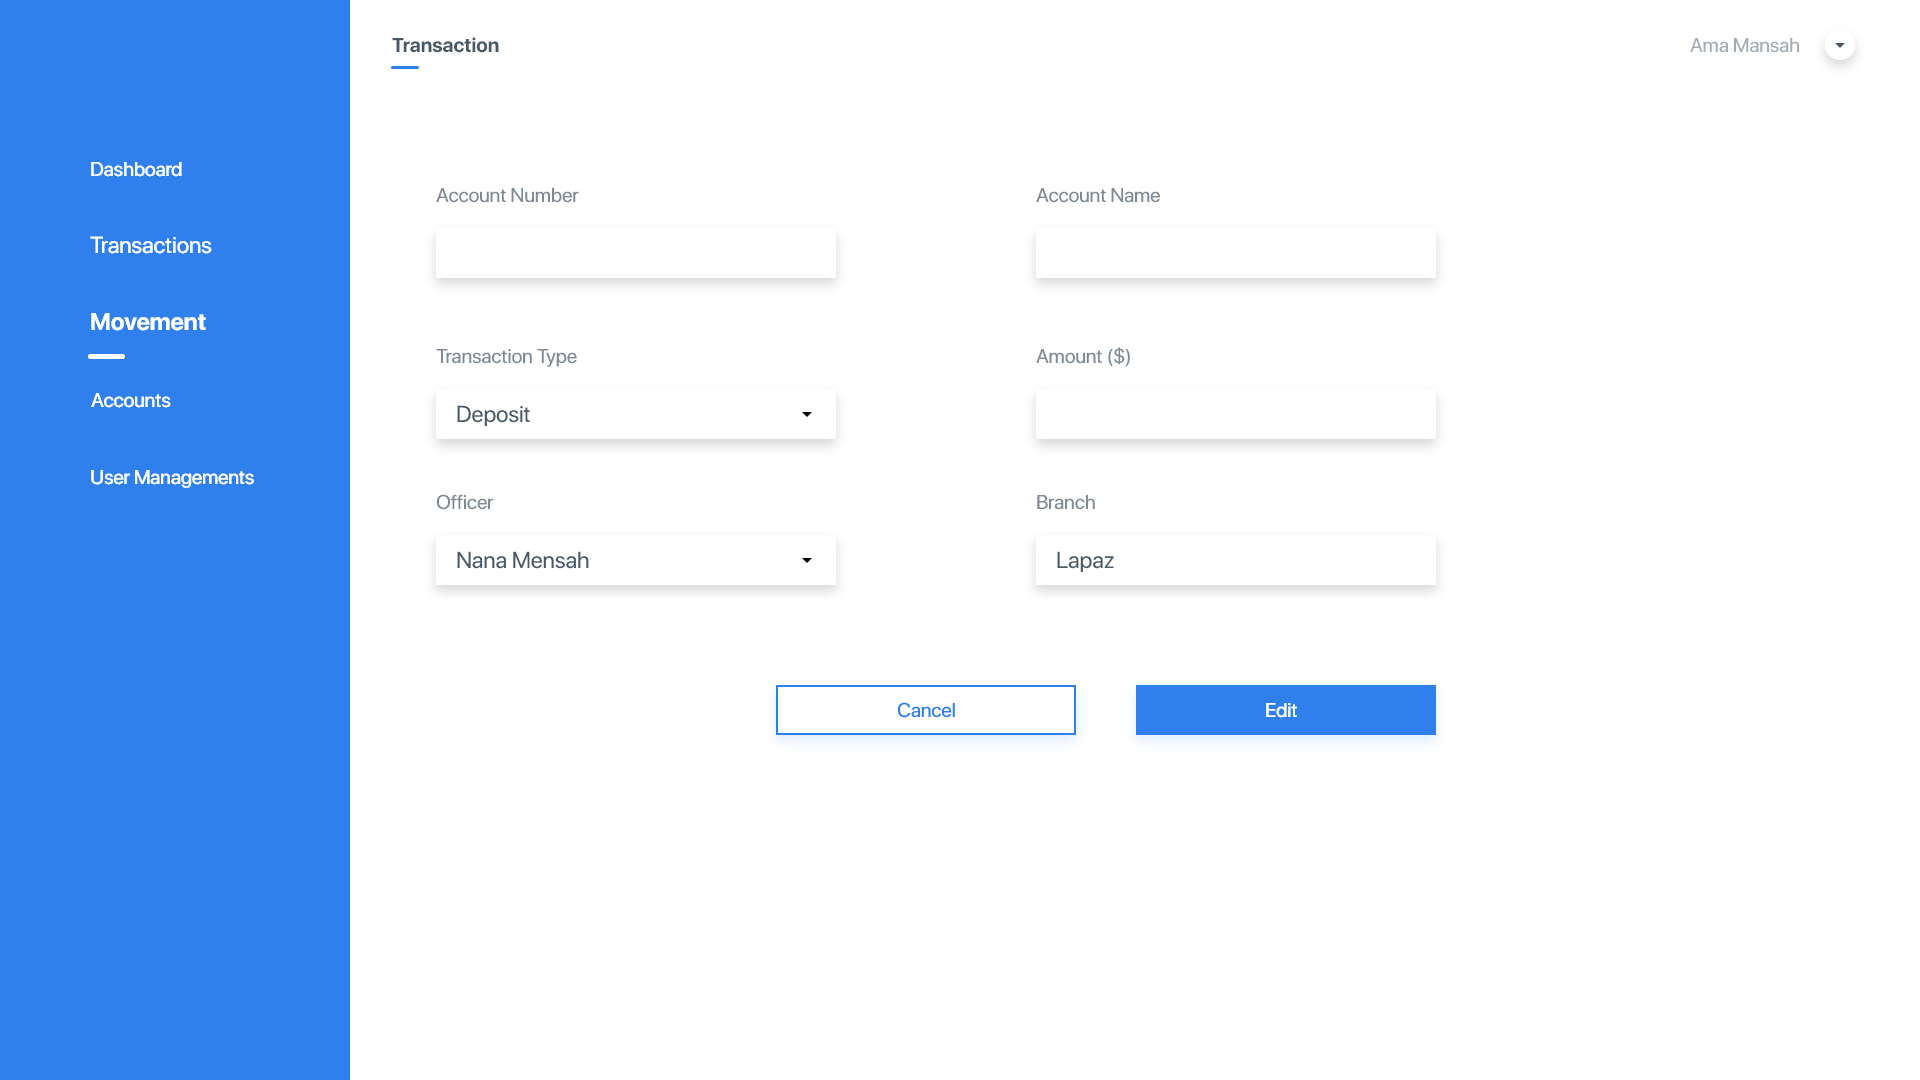 Transaction
Ama Mansah
Dashboard
Transactions
Movement
Accounts
User Managements
Account Number
Account Name
Transaction Type
Amount ($)
Deposit
Officer
Branch
Nana Mensah
Lapaz
Cancel
Edit